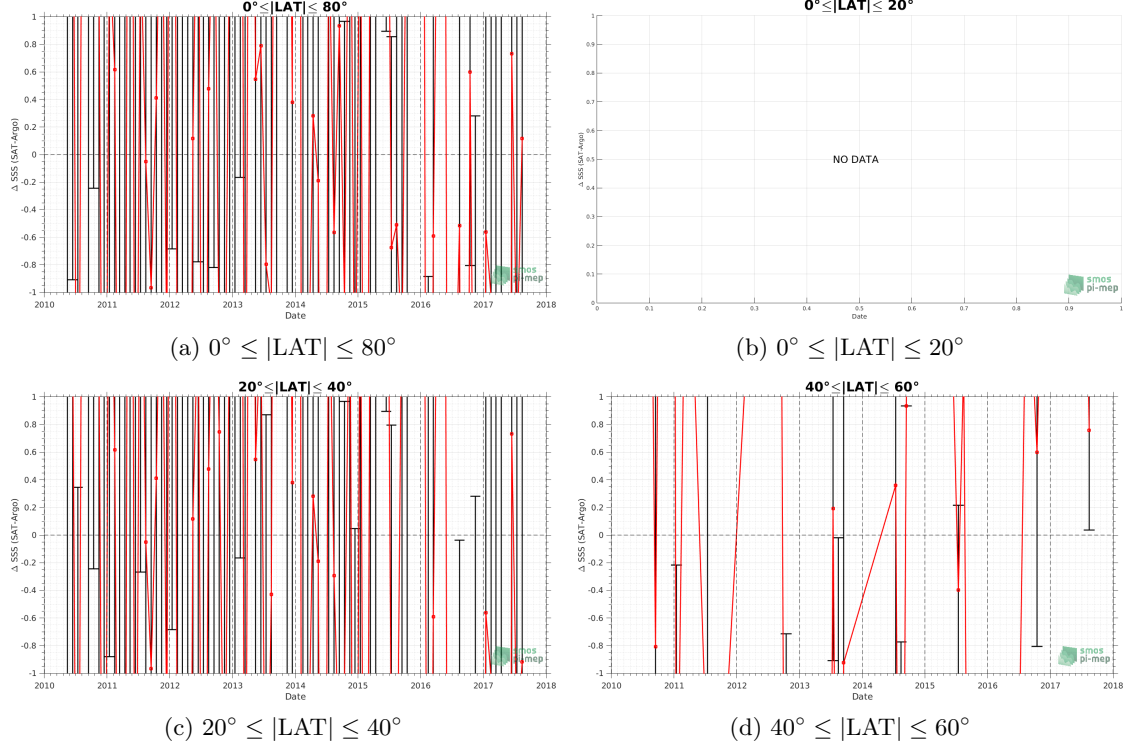 0°≤|LAT|≤ 80°
Δ SSS (SAT-Argo)
1
0.8
0.6
0.4
0.2
0
-0.2
-0.4
-0.6
-0.8
-1
2010 2011 2012 2013 2014 2015 2016 2017 2018
Date
smos
pi-mep
(a) 0° ≤ |LAT| ≤ 80°
0°≤|LAT|≤ 20°
Δ SSS (SAT-Argo)
1
0.9
0.8
0.7
0.6
0.5
0.4
0.3
0.2
0.1
0
NO DATA
0 0.1 0.2 0.3 0.4 0.5 0.6 0.7 0.8 0.9 1
Date
smos
pi-mep
(b) 0° ≤ |LAT| ≤ 20°
20°≤|LAT|≤ 40°
Δ SSS (SAT-Argo)
1
0.8
0.6
0.4
0.2
0
-0.2
-0.4
-0.6
-0.8
-1
2010 2011 2012 2013 2014 2015 2016 2017 2018
Date
smos
pi-mep
(c) 20° ≤ |LAT| ≤ 40°
40°≤|LAT|≤ 60°
Δ SSS (SAT-Argo)
1
0.8
0.6
0.4
0.2
0
-0.2
-0.4
-0.6
-0.8
-1
2010 2011 2012 2013 2014 2015 2016 2017 2018
Date
smos
pi-mep
(d) 40° ≤ |LAT| ≤ 60°